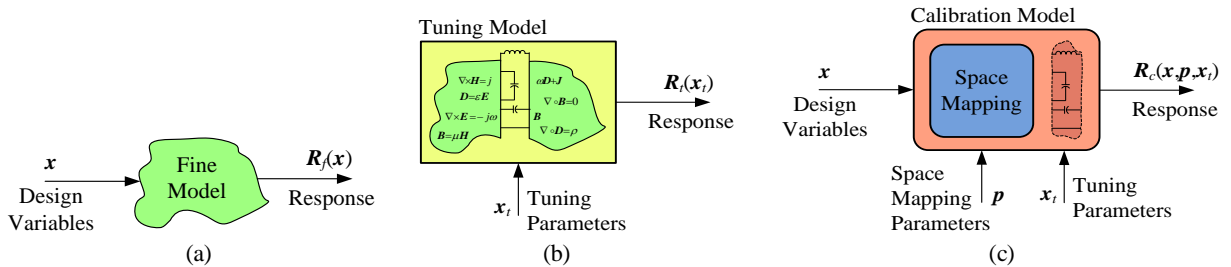 x
Design
Variables
Fine
Model
R_f(x)
Response
(a)
Tuning Model
∇×H=j
D=εE
∇×E=−jω
B=μH
ωD+J
∇∘B=0
B
∇∘D=ρ
R_t(x_t)
Response
x_t
Tuning
Parameters
(b)
Calibration Model
x
Design
Variables
Space
Mapping
R_c(x,p,x_t)
Response
Space
Mapping
Parameters
p
x_t
Tuning
Parameters
(c)